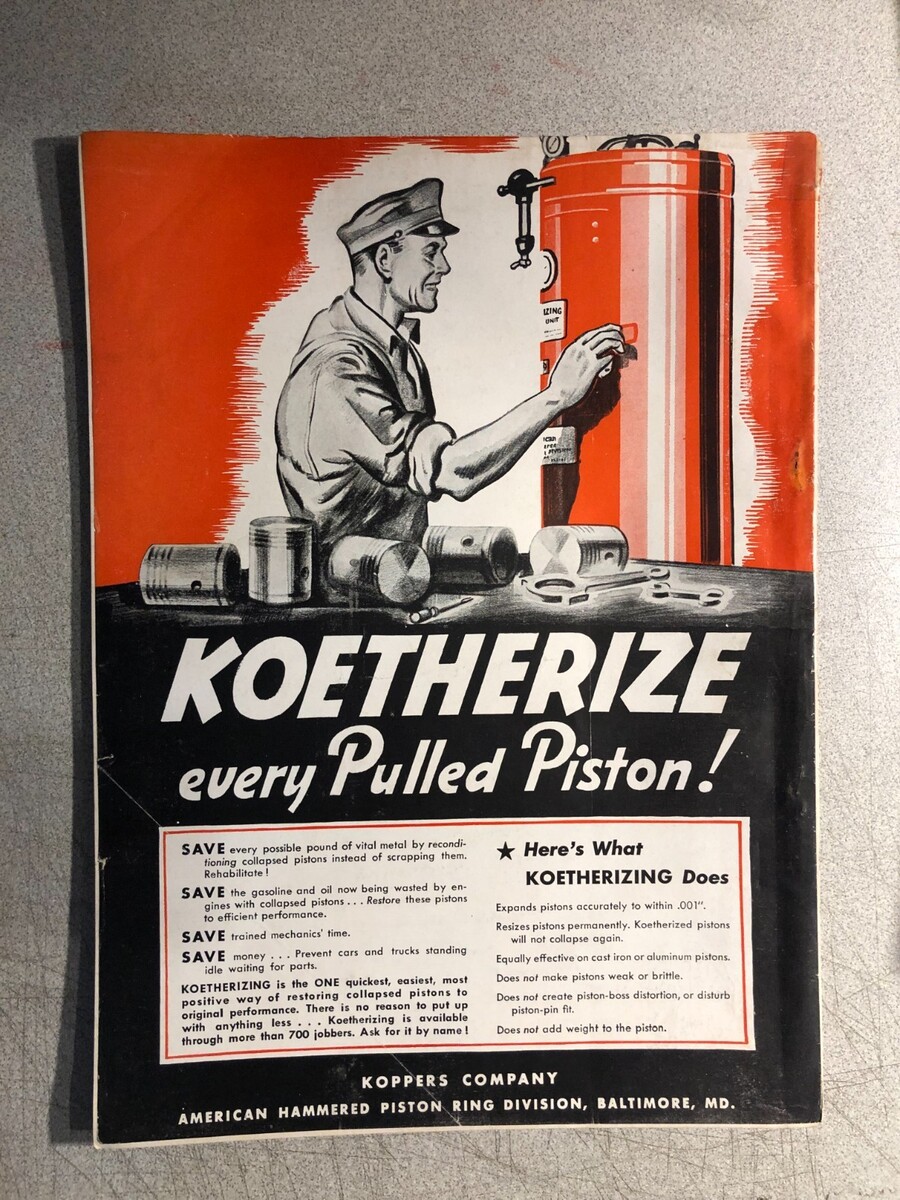 IZING
UNIT
KOETHERIZE
every Pulled Piston!
SAVE every possible pound of vital metal by recondi-
tioning collapsed pistons instead of scrapping them.
Rehabilitate!
SAVE the gasoline and oil now being wasted by en-
gines with collapsed pistons . . . Restore these pistons
to efficient performance.
SAVE trained mechanics' time.
SAVE money . . . Prevent cars and trucks standing
idle waiting for parts.
KOETHERIZING is the ONE quickest, easiest, most
positive way of restoring collapsed pistons to
original performance. There is no reason to put up
with anything less . . . Koetherizing is available
through more than 700 jobbers. Ask for it by name!
★ Here's What
KOETHERIZING Does
Expands pistons accurately to within .001".
Resizes pistons permanently. Koetherized pistons
will not collapse again.
Equally effective on cast iron or aluminum pistons.
Does not make pistons weak or brittle.
Does not create piston-boss distortion, or disturb
piston-pin fit.
Does not add weight to the piston.
KOPPERS COMPANY
AMERICAN HAMMERED PISTON RING DIVISION, BALTIMORE, MD.